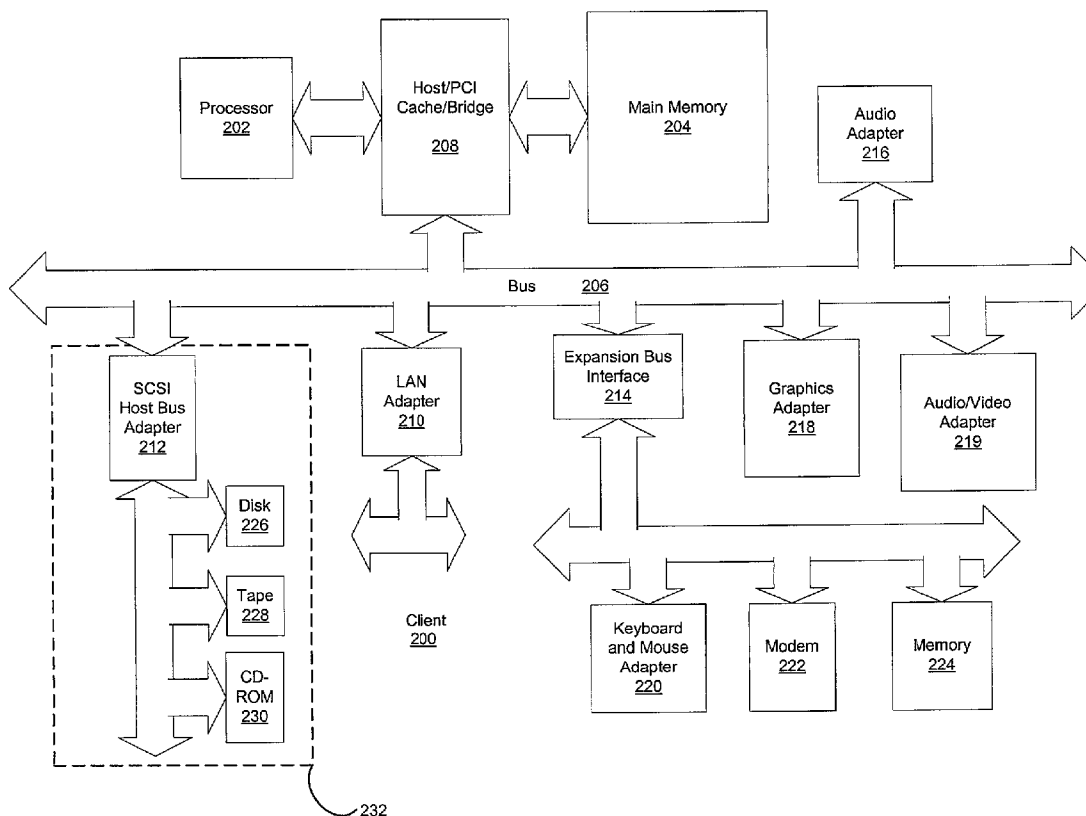 Processor
202
Host/PCI
Cache/Bridge
208
Main Memory
204
Audio
Adapter
216
Bus 206
SCSI
Host Bus
Adapter
212
LAN
Adapter
210
Expansion Bus
Interface
214
Graphics
Adapter
218
Audio/Video
Adapter
219
Disk
226
Tape
228
CD-
ROM
230
Client
200
Keyboard
and Mouse
Adapter
220
Modem
222
Memory
224
232